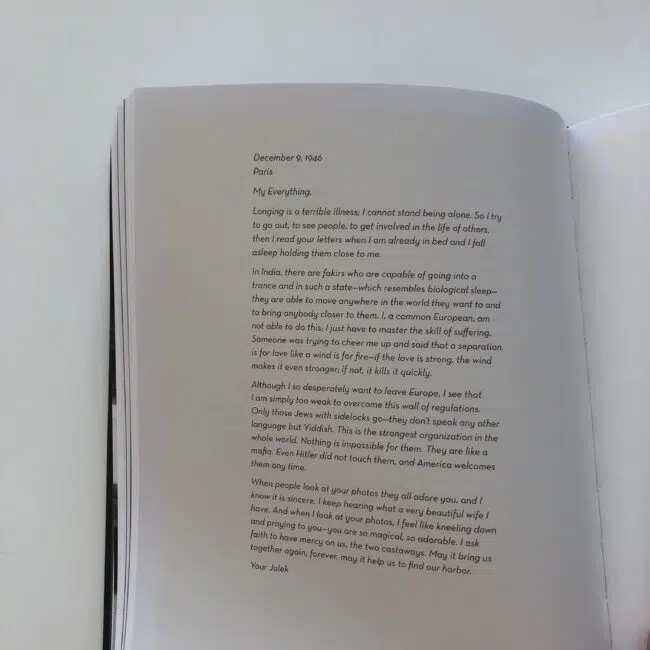 December 9, 1946
Paris
My Everything,
Longing is a terrible illness; I cannot stand being alone. So i try
to go out, to see people, to get involved in the life of others,
then I read your letters when I am already in bed and I fall
asleep holding them close to me.
In India, there are fakirs who are capable of going into a
trance and in such a state—which resembles biological sleep—
they are able to move anywhere in the world they want to and
to bring anybody closer to them. I, a common European, am
not able to do this; I just have to master the skill of suffering.
Someone was trying to cheer me up and said that a separation
is for love like a wind is for fire—if the love is strong, the wind
makes it even stronger; if not, it kills it quickly.
Although I so desperately want to leave Europe, I see that
I am simply too weak to overcome this wall of regulations.
Only those Jews with sidelocks go—they don't speak any other
language but Yiddish. This is the strongest organization in the
whole world. Nothing is impossible for them. They are like a
mafia. Even Hitler did not touch them, and America welcomes
them any time.
When people look at your photos they all adore you, and I
know it is sincere. I keep hearing what a very beautiful wife I
have. And when I look at your photos, I feel like kneeling down
and praying to you—you are so magical, so adorable. I ask
faith to have mercy on us, the two castaways. May it bring us
together again, forever, may it help us to find our harbor.
Your Julek